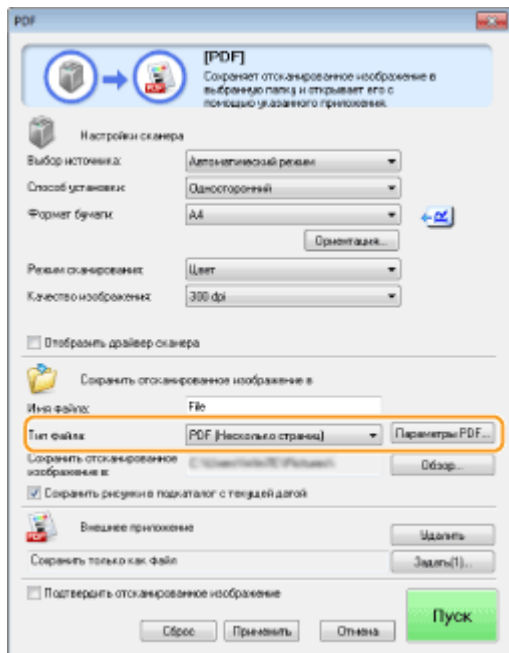 PDF
[PDF]
Сохраняет отсканированное изображение в
выбранную папку и открывает его с
помощью указанного приложения.
Настройки сканера
Выбор источника: Автоматический режим
Способ установки: Односторонний
Формат бумаги: A4
Ориентация...
Режим сканирования: Цвет
Качество изображения: 300 dpi
Отобразить драйвер сканера
Сохранить отсканированное изображение в
Имя файла: File
Тип файла: PDF (Несколько страниц) Параметры PDF...
Сохранить отсканированное
изображение в: Обзор...
Сохранить рисунки в подкаталог с текущей датой
Внешнее приложение
Удалить
Сохранить только как файл Задать(1)...
Подтвердить отсканированное изображение
Пуск
Сброс Применить Отмена